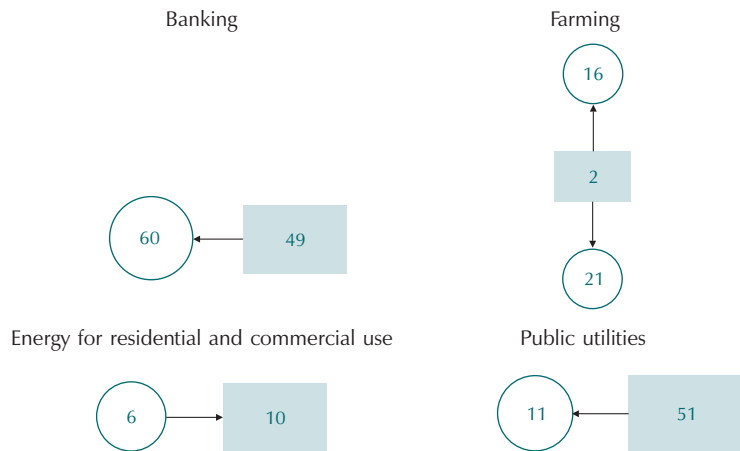 Banking
60
49
Farming
16
2
21
Energy for residential and commercial use
6
10
Public utilities
11
51